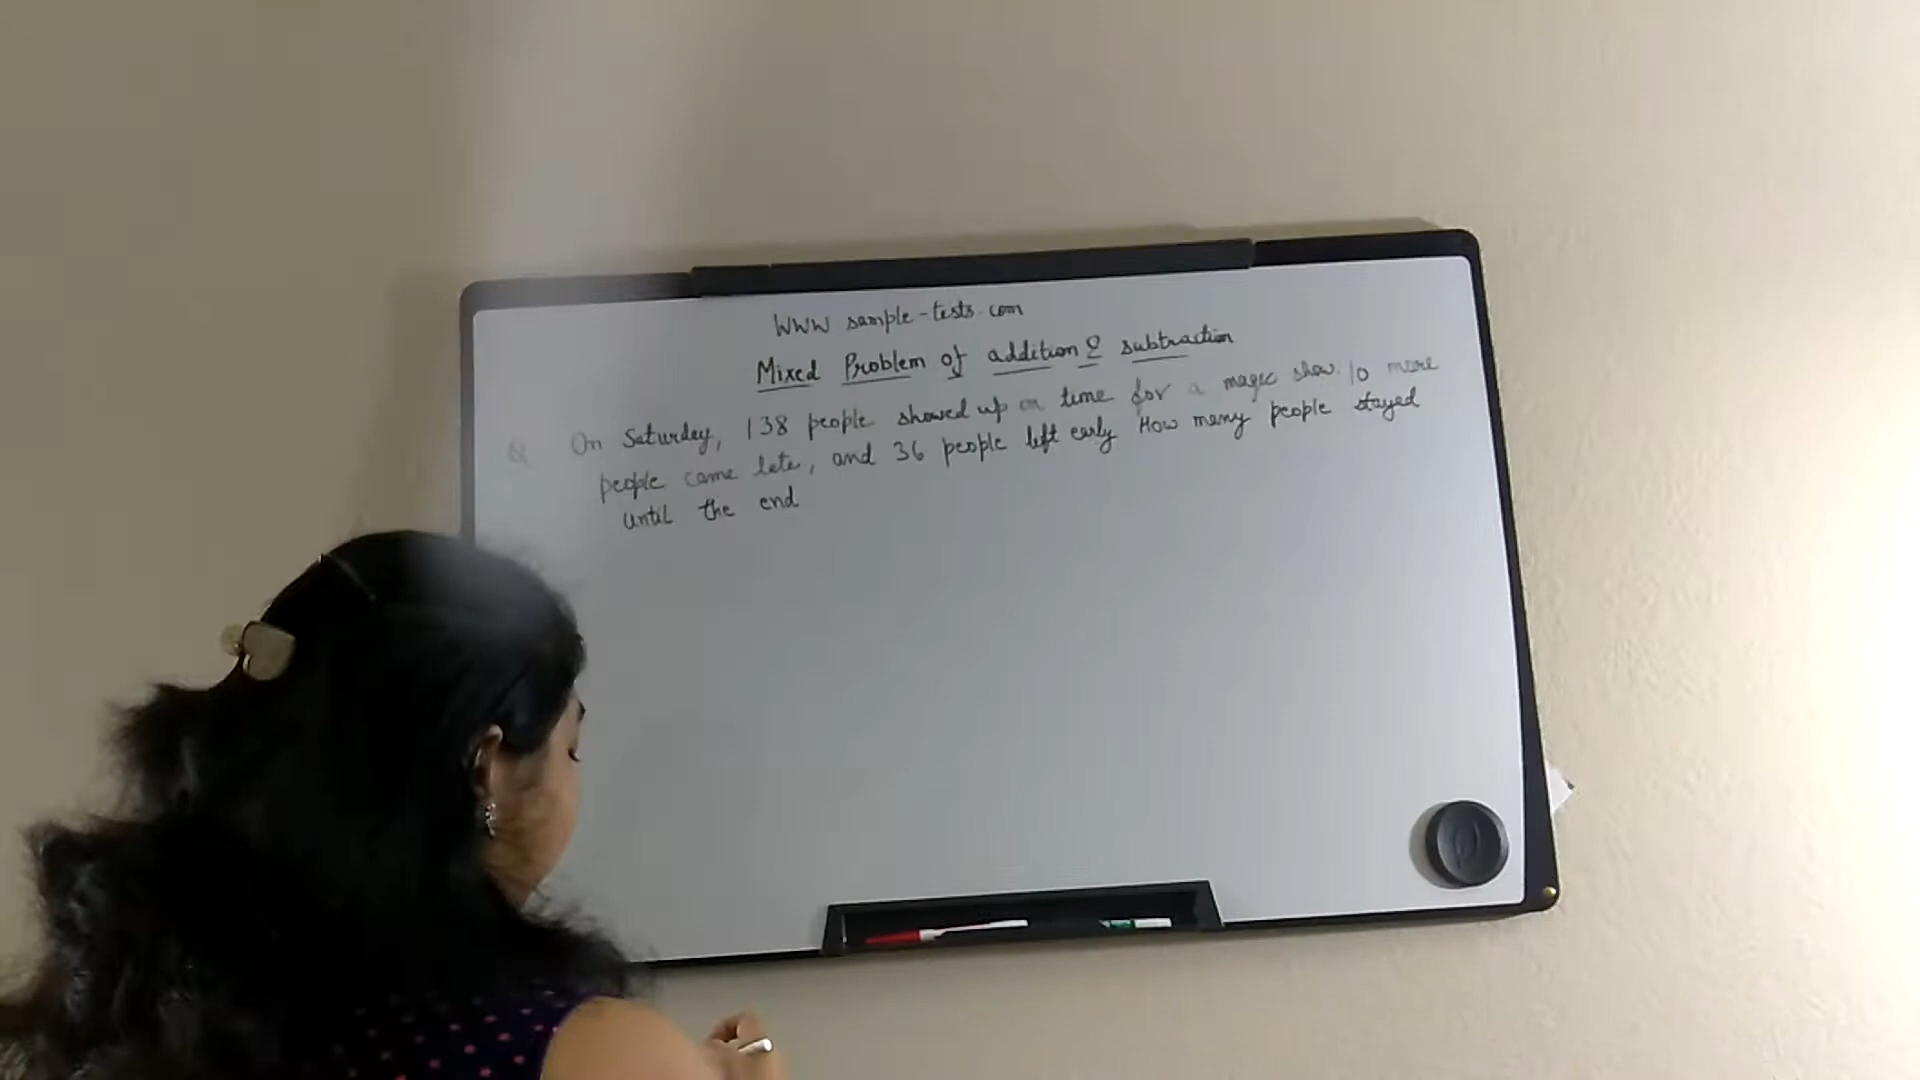 WWW sample-tests.com
Mixed Problem of addition & subtraction
Q On Saturday, 138 people showed up on time for a magic show. 10 more
people came late, and 36 people left early How many people stayed
until the end